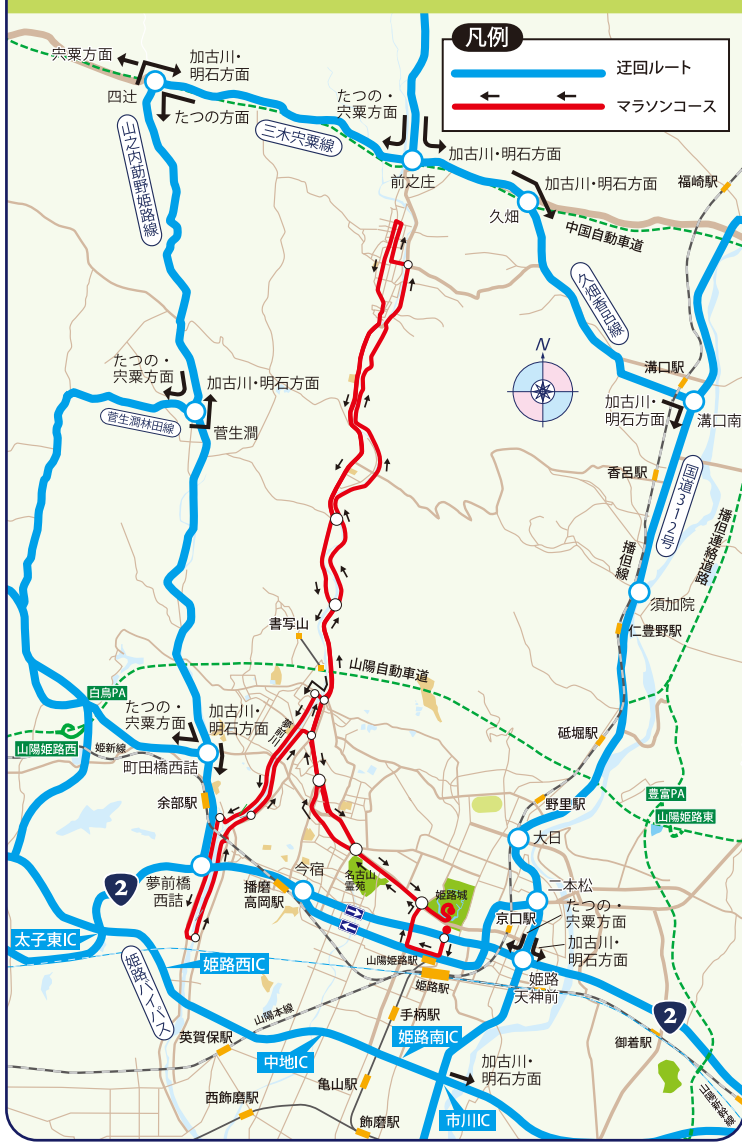 凡例
迂回ルート
マラソンコース
宍粟方面
加古川・
明石方面
四辻
たつの方面
山之内莇野姫路線
三木宍粟線
たつの・
宍粟方面
加古川・明石方面
前之庄
加古川・明石方面
久畑
福崎駅
中国自動車道
久畑香呂線
N
たつの・
宍粟方面
加古川・明石方面
菅生澗林田線
菅生澗
溝口駅
加古川・
明石方面
溝口南
香呂駅
国道312号
播但連絡道路
播但線
須加院
仁豊野駅
書写山
山陽自動車道
白鳥PA
たつの・
宍粟方面
加古川・
明石方面
夢前川
山陽姫路西
姫新線
町田橋西詰
砥堀駅
余部駅
野里駅
豊富PA
山陽姫路東
大日
2
夢前橋
西詰
播磨
高岡駅
今宿
名古山
霊苑
姫路城
二本松
京口駅
たつの・
宍粟方面
加古川・
明石方面
太子東IC
姫路西IC
山陽姫路駅
姫路駅
姫路
天神前
姫路バイパス
山陽本線
手柄駅
2
英賀保駅
姫路南IC
御着駅
中地IC
亀山駅
加古川・
明石方面
西飾磨駅
飾磨駅
市川IC
山陽新幹線